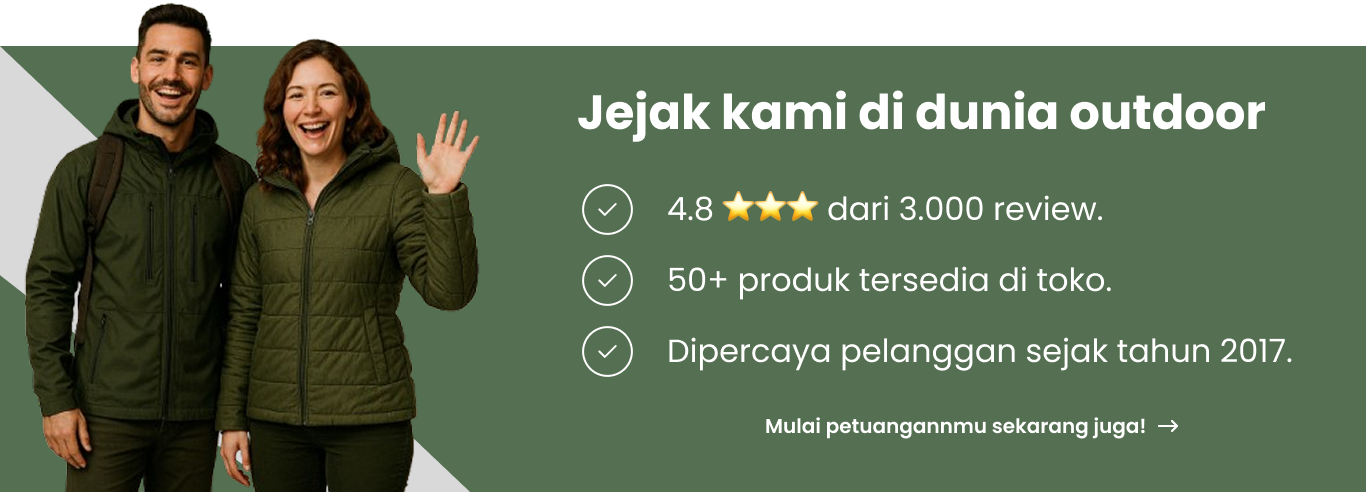 Jejak kami di dunia outdoor
4.8 ⭐⭐⭐ dari 3.000 review.
50+ produk tersedia di toko.
Dipercaya pelanggan sejak tahun 2017.
Mulai petuangannmu sekarang juga! →